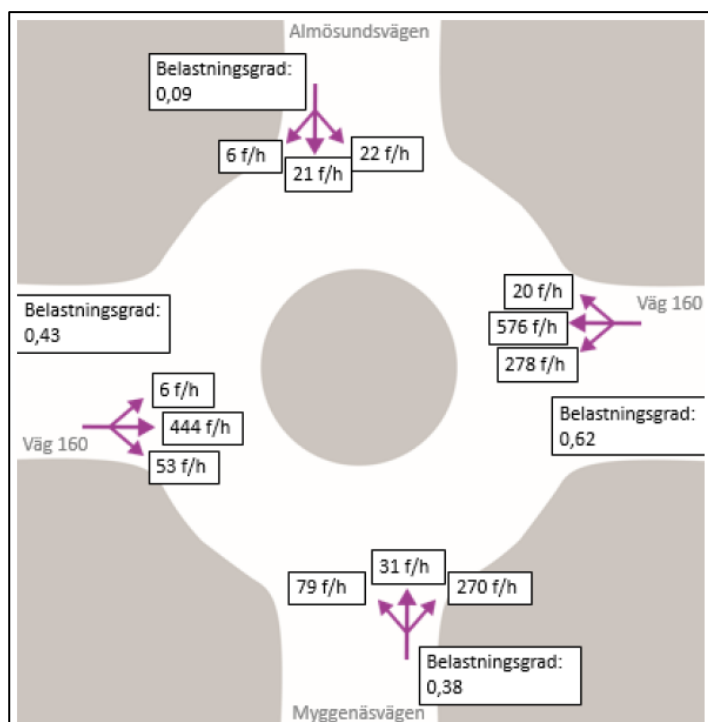 Almösundsvägen
Belastningsgrad:
0,09
6 f/h
21 f/h
22 f/h
Belastningsgrad:
0,43
20 f/h
576 f/h
278 f/h
Väg 160
6 f/h
444 f/h
53 f/h
Väg 160
Belastningsgrad:
0,62
79 f/h
31 f/h
270 f/h
Belastningsgrad:
0,38
Myggenäsvägen